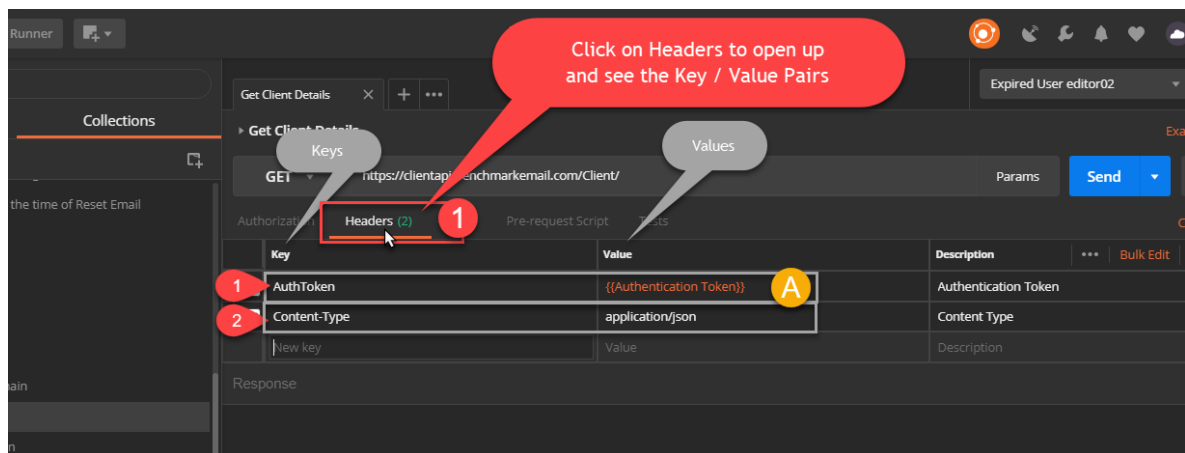 Runner
Click on Headers to open up
and see the Key / Value Pairs
Get Client Details
Expired User editor02
Collections
Get Client Details
Keys
Values
GET
https://clientapi.benchmarkemail.com/Client/
Params
Send
the time of Reset Email
Authorization
Headers (2)
1
Pre-request Script
Tests
Key
Value
Description
Bulk Edit
1
AuthToken
{{Authentication Token}}
A
Authentication Token
2
Content-Type
application/json
Content Type
New key
Value
Description
Response